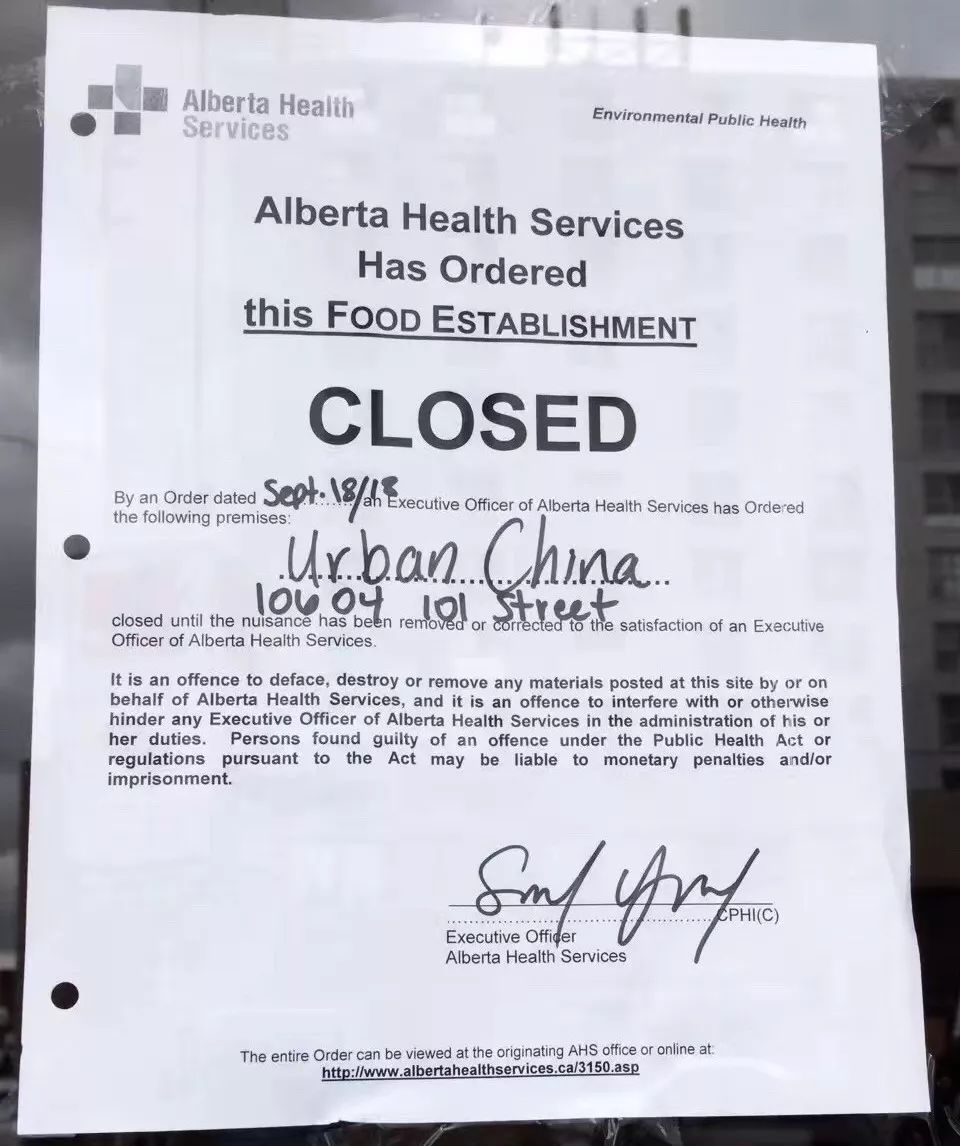 Alberta Health
Services
Environmental Public Health
Alberta Health Services
Has Ordered
this FOOD ESTABLISHMENT
CLOSED
By an Order dated Sept. 18/18 an Executive Officer of Alberta Health Services has Ordered
the following premises:
Urban China
10604 101 Street
closed until the nuisance has been removed or corrected to the satisfaction of an Executive
Officer of Alberta Health Services.
It is an offence to deface, destroy or remove any materials posted at this site by or on
behalf of Alberta Health Services, and it is an offence to interfere with or otherwise
hinder any Executive Officer of Alberta Health Services in the administration of his or
her duties. Persons found guilty of an offence under the Public Health Act or
regulations pursuant to the Act may be liable to monetary penalties and/or
imprisonment.
CPHI(C)
Executive Officer
Alberta Health Services
The entire Order can be viewed at the originating AHS office or online at:
http://www.albertahealthservices.ca/3150.asp